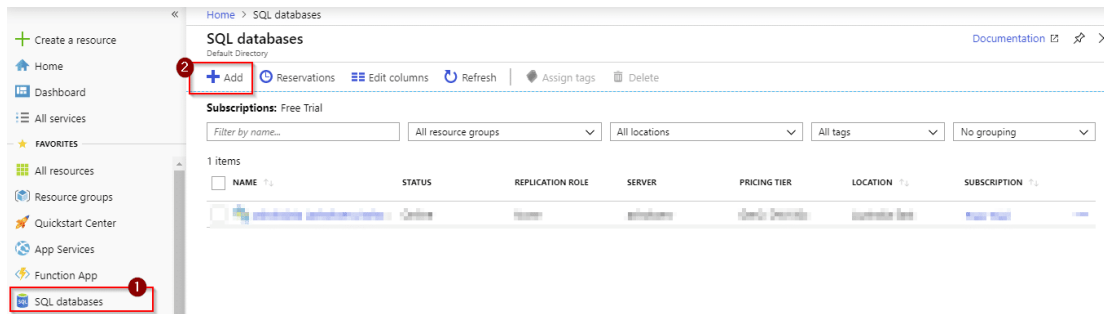 «
Create a resource
Home
Dashboard
All services
FAVORITES
All resources
Resource groups
Quickstart Center
App Services
Function App
1
SQL SQL databases
Home > SQL databases
SQL databases
Default Directory
Documentation
2
Add Reservations Edit columns Refresh Assign tags Delete
Subscriptions: Free Trial
Filter by name... All resource groups All locations All tags No grouping
1 items
NAME STATUS REPLICATION ROLE SERVER PRICING TIER LOCATION SUBSCRIPTION